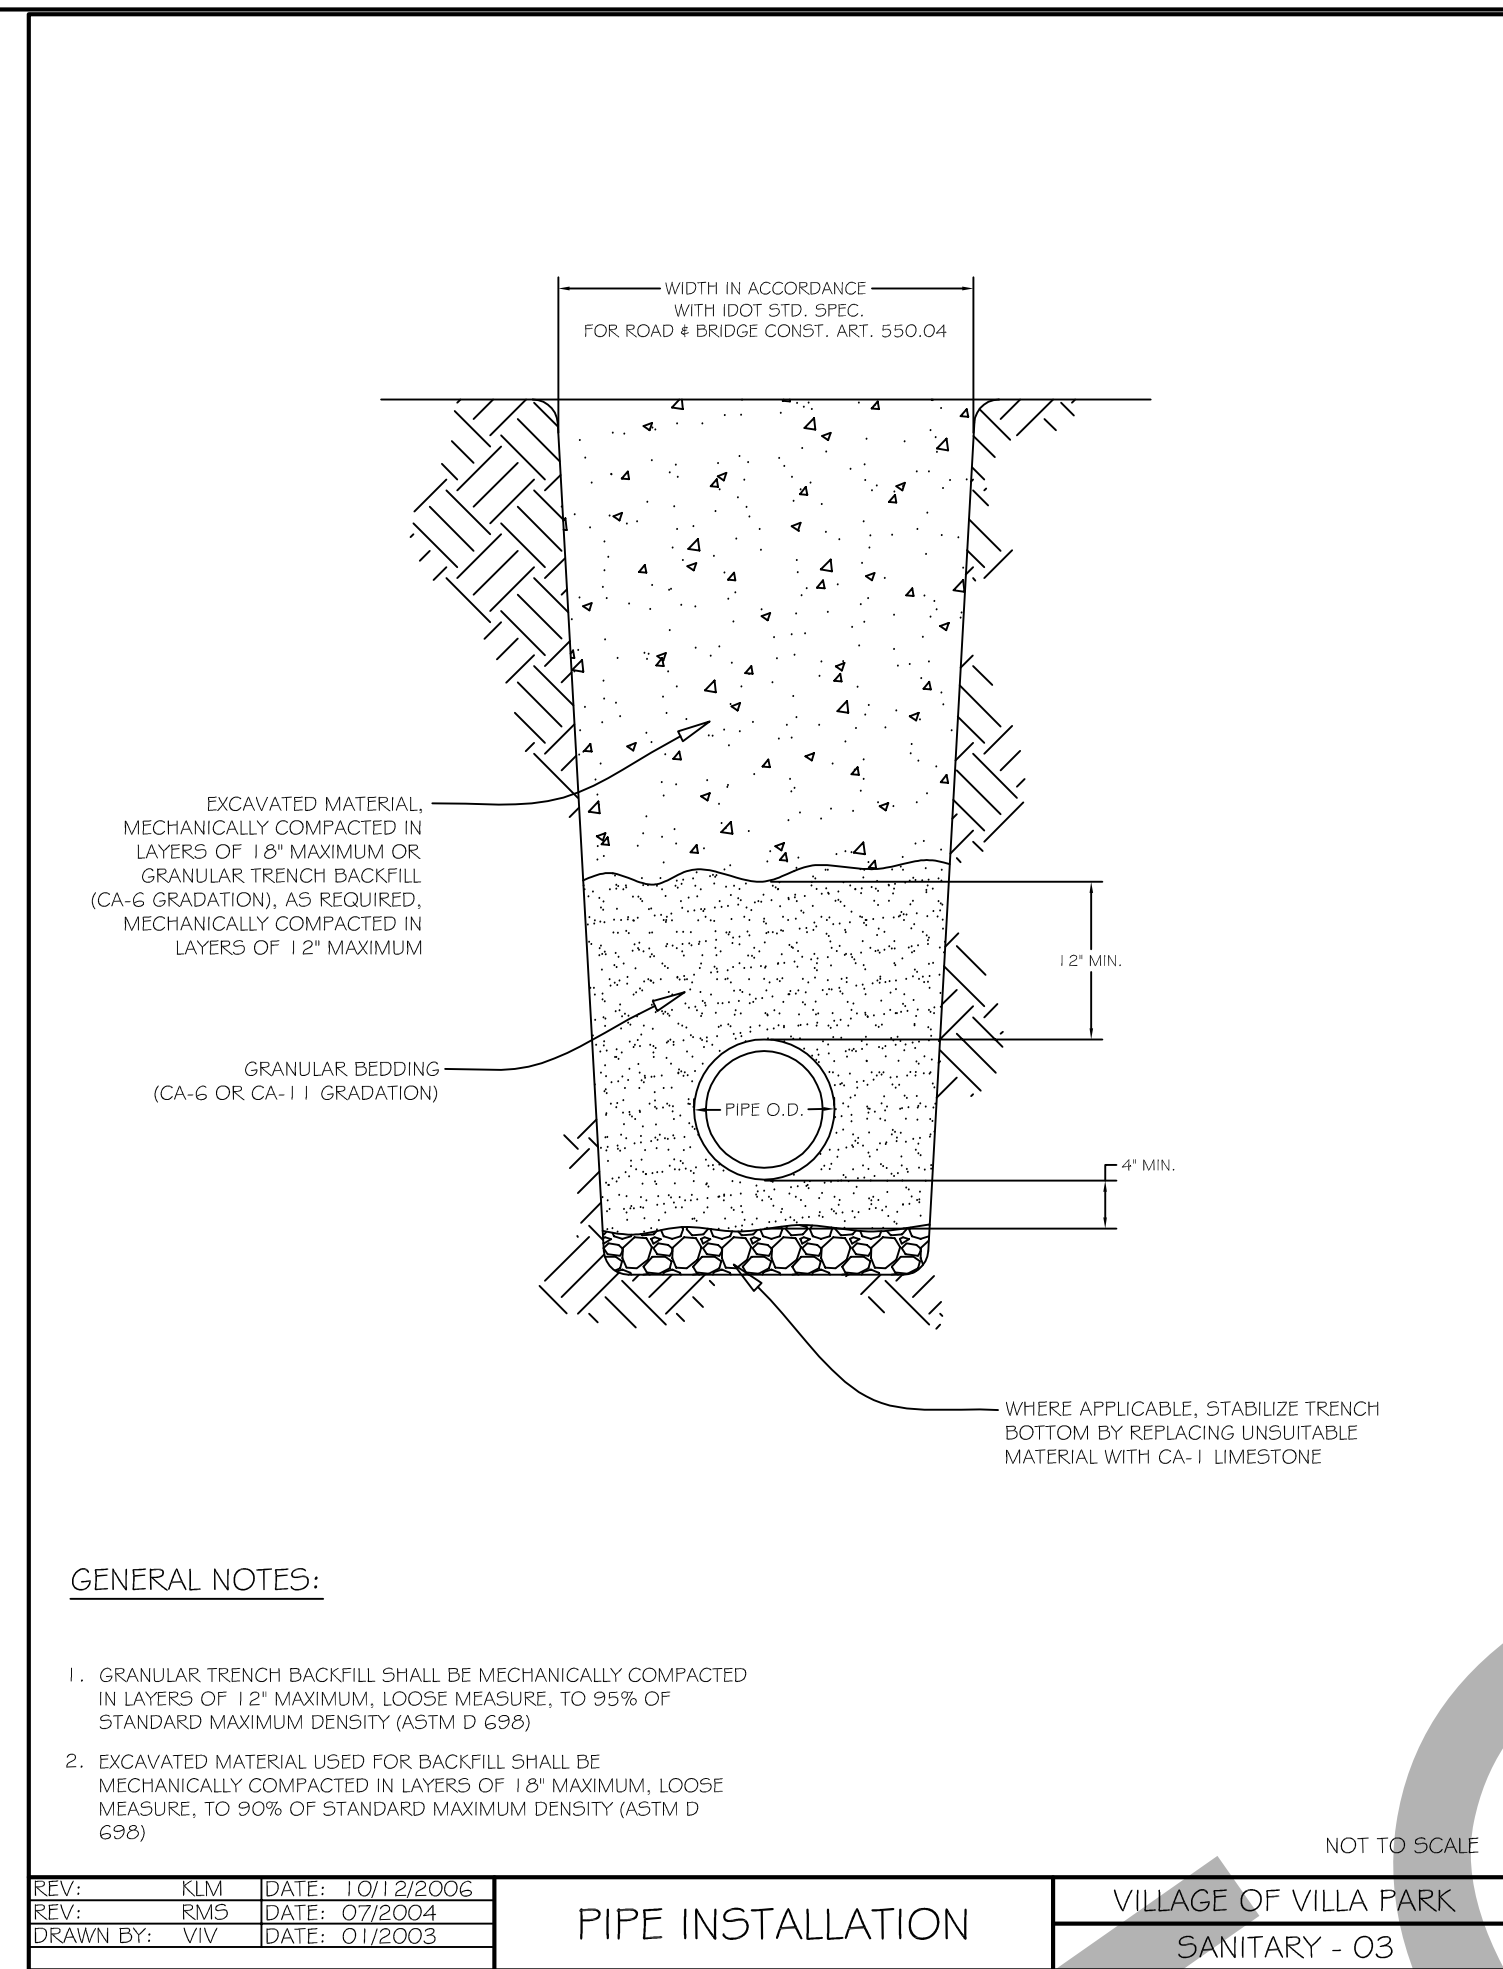 WIDTH IN ACCORDANCE
WITH IDOT STD. SPEC.
FOR ROAD & BRIDGE CONST. ART. 550.04
EXCAVATED MATERIAL,
MECHANICALLY COMPACTED IN
LAYERS OF 18" MAXIMUM OR
GRANULAR TRENCH BACKFILL
(CA-6 GRADATION), AS REQUIRED,
MECHANICALLY COMPACTED IN
LAYERS OF 12" MAXIMUM
12" MIN.
GRANULAR BEDDING
(CA-6 OR CA-11 GRADATION)
PIPE O.D.
4" MIN.
WHERE APPLICABLE, STABILIZE TRENCH
BOTTOM BY REPLACING UNSUITABLE
MATERIAL WITH CA-1 LIMESTONE
GENERAL NOTES:
1. GRANULAR TRENCH BACKFILL SHALL BE MECHANICALLY COMPACTED
IN LAYERS OF 12" MAXIMUM, LOOSE MEASURE, TO 95% OF
STANDARD MAXIMUM DENSITY (ASTM D 698)
2. EXCAVATED MATERIAL USED FOR BACKFILL SHALL BE
MECHANICALLY COMPACTED IN LAYERS OF 18" MAXIMUM, LOOSE
MEASURE, TO 90% OF STANDARD MAXIMUM DENSITY (ASTM D
698)
NOT TO SCALE
REV: KLM DATE: 10/12/2006
REV: RMS DATE: 07/2004
DRAWN BY: VIV DATE: 01/2003
PIPE INSTALLATION
VILLAGE OF VILLA PARK
SANITARY - 03